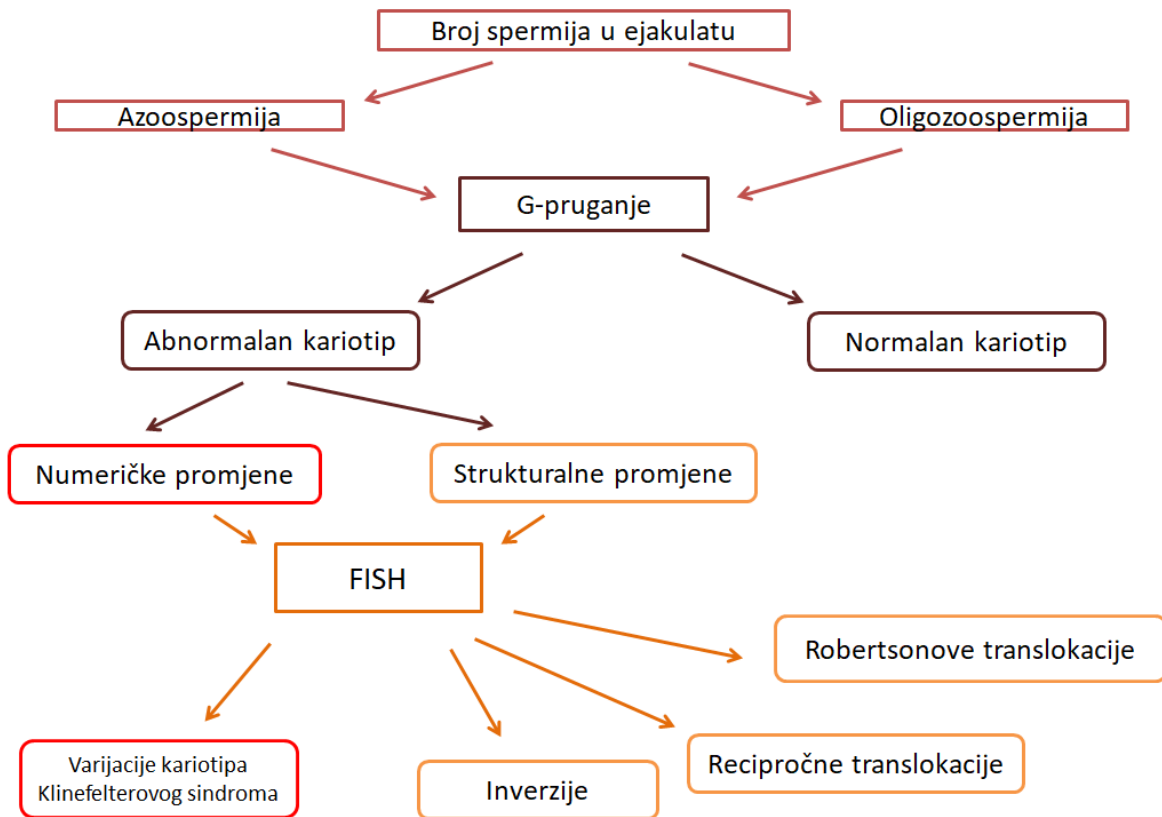 Broj spermija u ejakulatu
Azoospermija
Oligozoospermija
G-pruganje
Abnormalan kariotip
Normalan kariotip
Numeričke promjene
Strukturalne promjene
FISH
Robertsonove translokacije
Varijacije kariotipa
Klinefelterovog sindroma
Inverzije
Recipročne translokacije